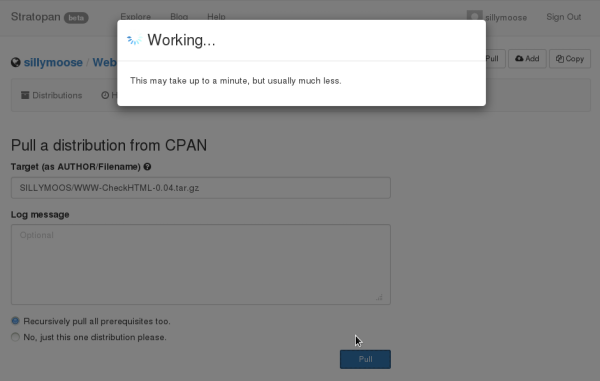 Stratopan beta Explore Blog Help sillymoose Sign Out
Working...
This may take up to a minute, but usually much less.
sillymoose / Web Pull Add Copy
Distributions H
Pull a distribution from CPAN
Target (as AUTHOR/Filename)
SILLYMOOS/WWW-CheckHTML-0.04.tar.gz
Log message
Optional
Recursively pull all prerequisites too.
No, just this one distribution please.
Pull